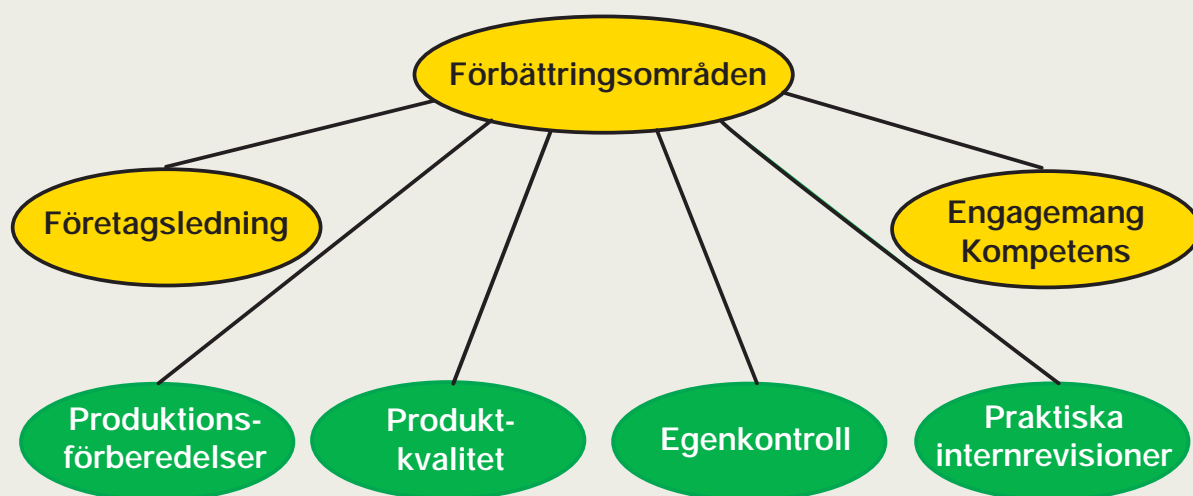 Förbättringsområden
Företagsledning
Engagemang
Kompetens
Produktions-
förberedelser
Produkt-
kvalitet
Egenkontroll
Praktiska
internrevisioner